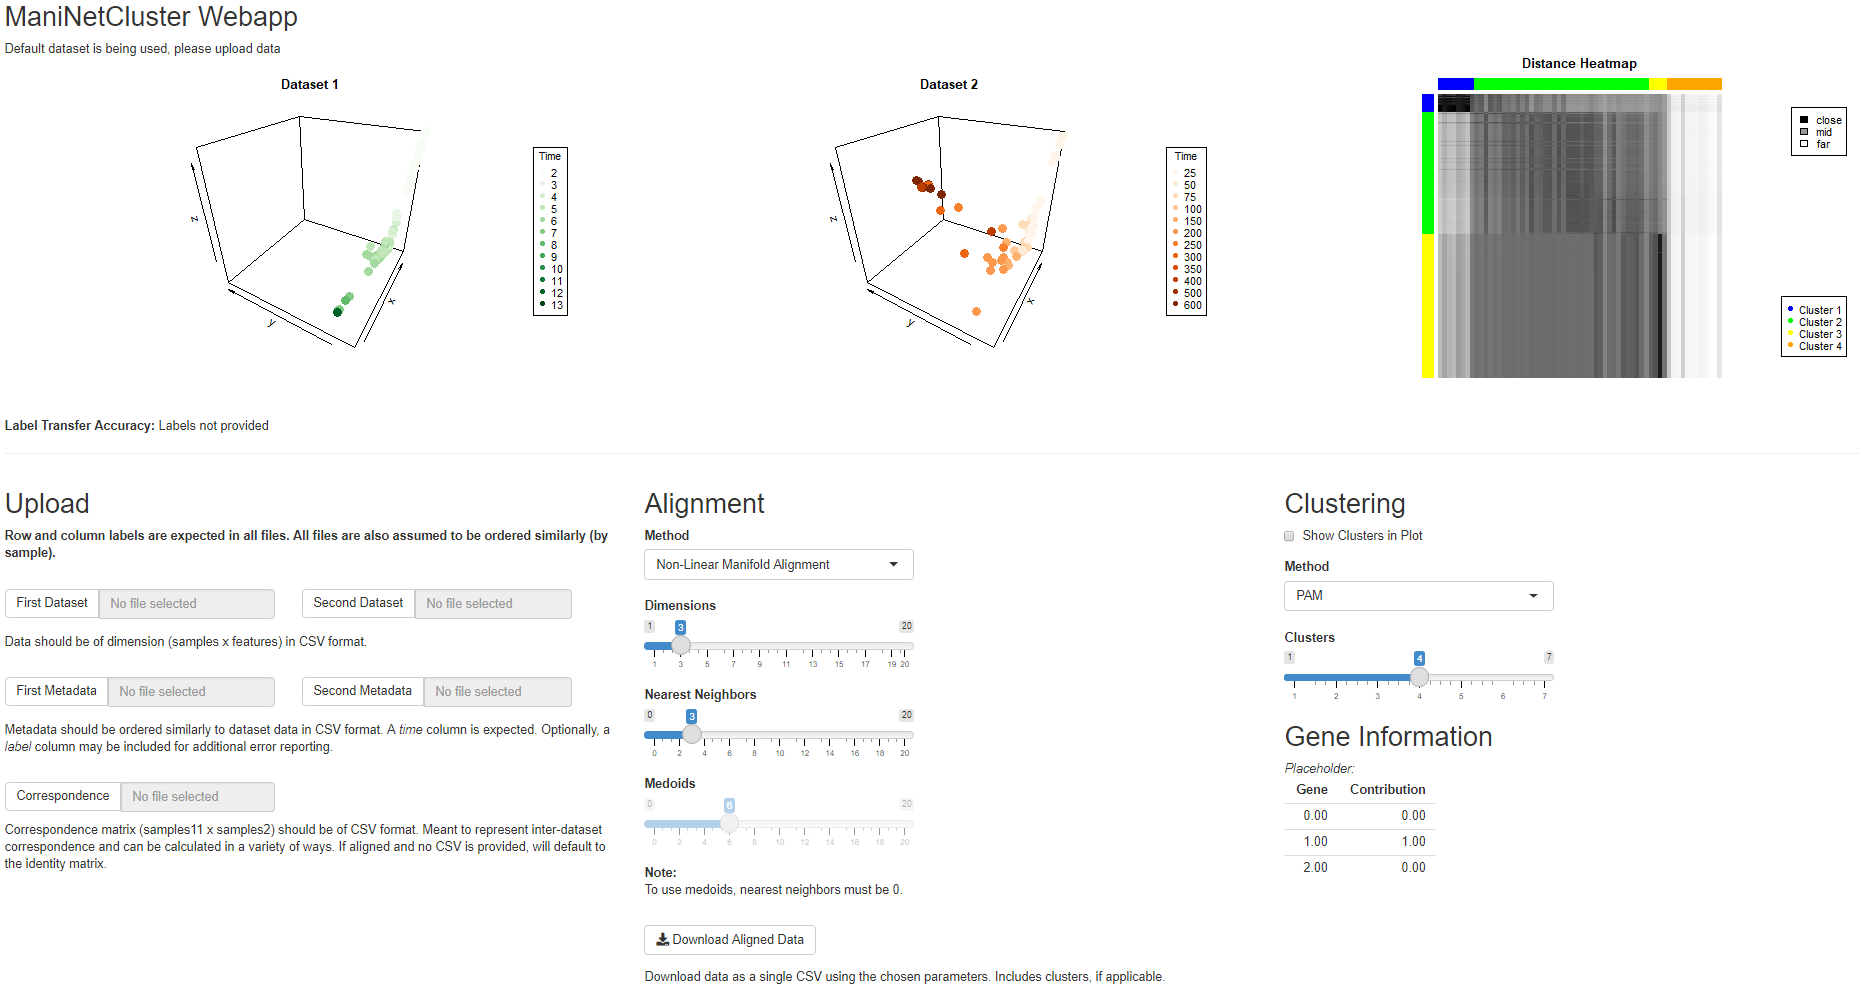 ManiNetCluster Webapp
Default dataset is being used, please upload data
Dataset 1
z
y
x
Time
2
3
4
5
6
7
8
9
10
11
12
13
Dataset 2
z
y
x
Time
25
50
75
100
150
200
250
300
350
400
500
600
Distance Heatmap
close
mid
far
Cluster 1
Cluster 2
Cluster 3
Cluster 4
Label Transfer Accuracy: Labels not provided
Upload
Row and column labels are expected in all files. All files are also assumed to be ordered similarly (by
sample).
First Dataset No file selected Second Dataset No file selected
Data should be of dimension (samples x features) in CSV format.
First Metadata No file selected Second Metadata No file selected
Metadata should be ordered similarly to dataset data in CSV format. A time column is expected. Optionally, a
label column may be included for additional error reporting.
Correspondence No file selected
Correspondence matrix (samples11 x samples2) should be of CSV format. Meant to represent inter-dataset
correspondence and can be calculated in a variety of ways. If aligned and no CSV is provided, will default to
the identity matrix.
Alignment
Method
Non-Linear Manifold Alignment
Dimensions
1 3 20
1 3 5 7 9 11 13 15 17 19 20
Nearest Neighbors
0 3 20
0 2 4 6 8 10 12 14 16 18 20
Medoids
0 6 20
0 2 4 6 8 10 12 14 16 18 20
Note:
To use medoids, nearest neighbors must be 0.
Download Aligned Data
Download data as a single CSV using the chosen parameters. Includes clusters, if applicable.
Clustering
Show Clusters in Plot
Method
PAM
Clusters
1 4 7
1 2 3 4 5 6 7
Gene Information
Placeholder:
Gene Contribution
0.00 0.00
1.00 1.00
2.00 0.00